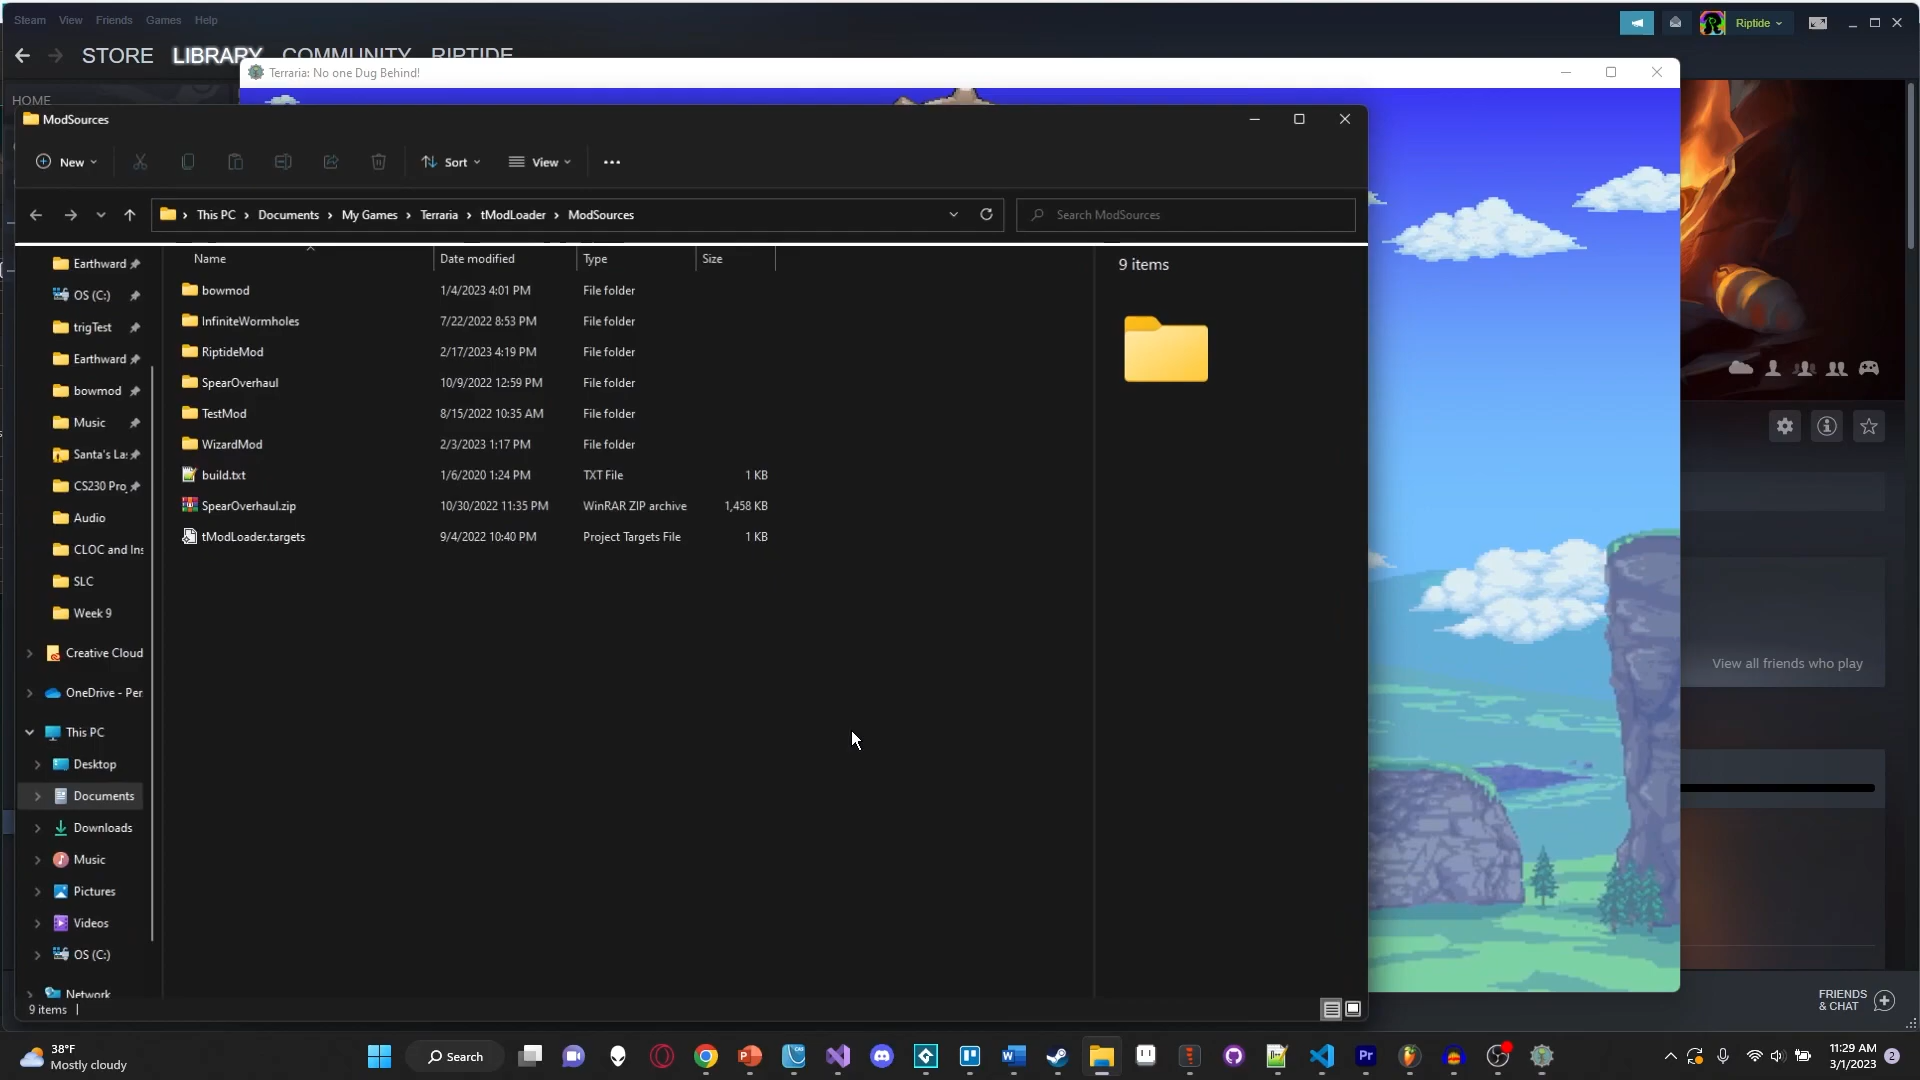 Steam View Friends Games Help
Riptide
STORE LIBRARY COMMUNITY RIPTIDE
Terraria: No one Dug Behind!
HOME
ModSources
New Sort View
This PC Documents My Games Terraria tModLoader ModSources
Search ModSources
Name Date modified Type Size
bowmod 1/4/2023 4:01 PM File folder
InfiniteWormholes 7/22/2022 8:53 PM File folder
RiptideMod 2/17/2023 4:19 PM File folder
SpearOverhaul 10/9/2022 12:59 PM File folder
TestMod 8/15/2022 10:35 AM File folder
WizardMod 2/3/2023 1:17 PM File folder
build.txt 1/6/2020 1:24 PM TXT File 1 KB
SpearOverhaul.zip 10/30/2022 11:35 PM WinRAR ZIP archive 1,458 KB
tModLoader.targets 9/4/2022 10:40 PM Project Targets File 1 KB
9 items
Earthward
OS (C:)
trigTest
Earthward
bowmod
Music
Santa's La:
CS230 Pro
Audio
CLOC and Ins
SLC
Week 9
Creative Cloud
OneDrive - Per
This PC
Desktop
Documents
Downloads
Music
Pictures
Videos
OS (C:)
Network
9 items
View all friends who play
FRIENDS
& CHAT
38°F
Mostly cloudy
Search
11:29 AM
3/1/2023
2